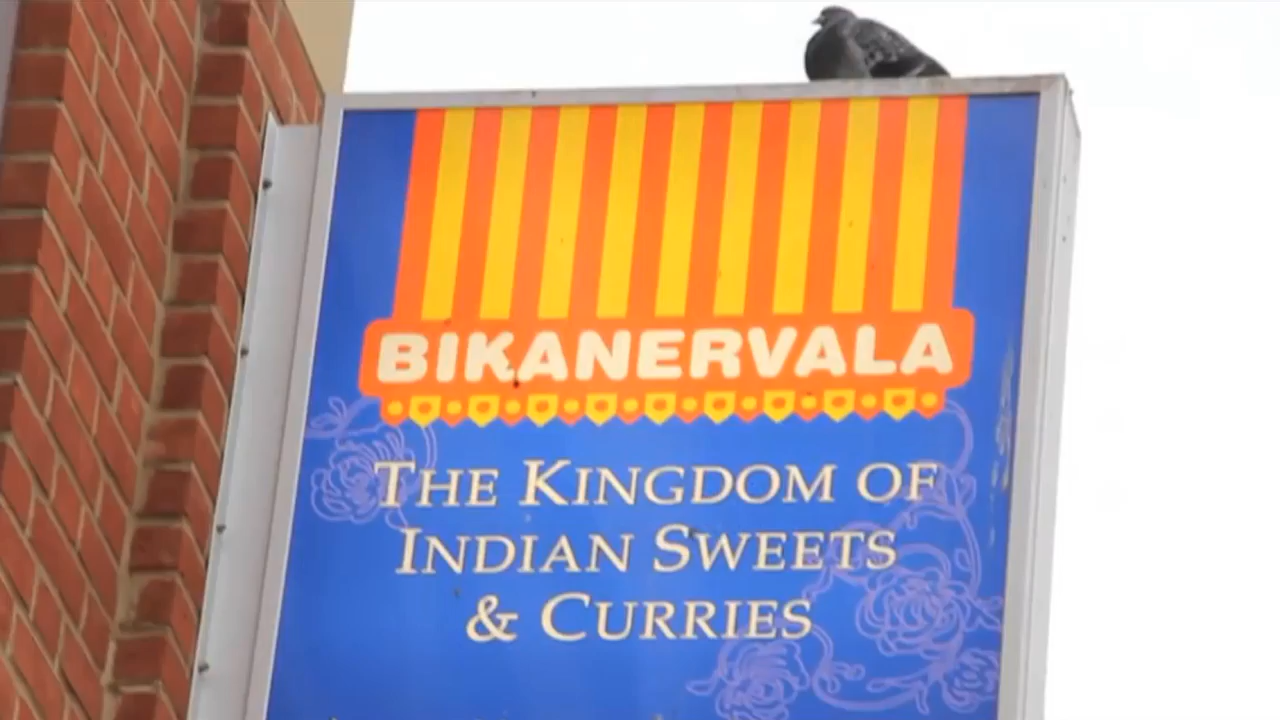 BIKANERVALA
THE KINGDOM OF
INDIAN SWEETS
& CURRIES